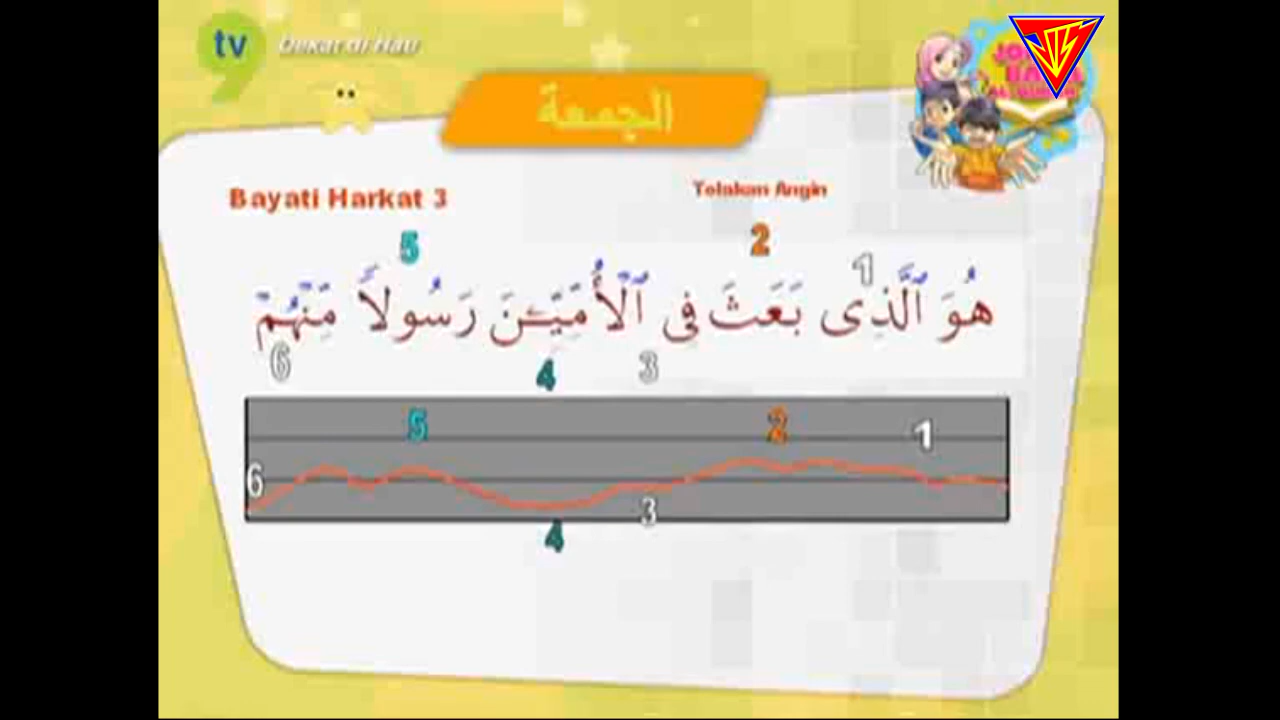 tv9 Dekat di Hati
الجمعة
Bayati Harkat 3
Tolakan Angin
5 2 1
هُوَ ٱلَّذِى بَعَثَ فِى ٱلْأُمِّيِّـۧنَ رَسُولاً مِّنْهُمْ
6 4 3
5 2 1
6 3
4